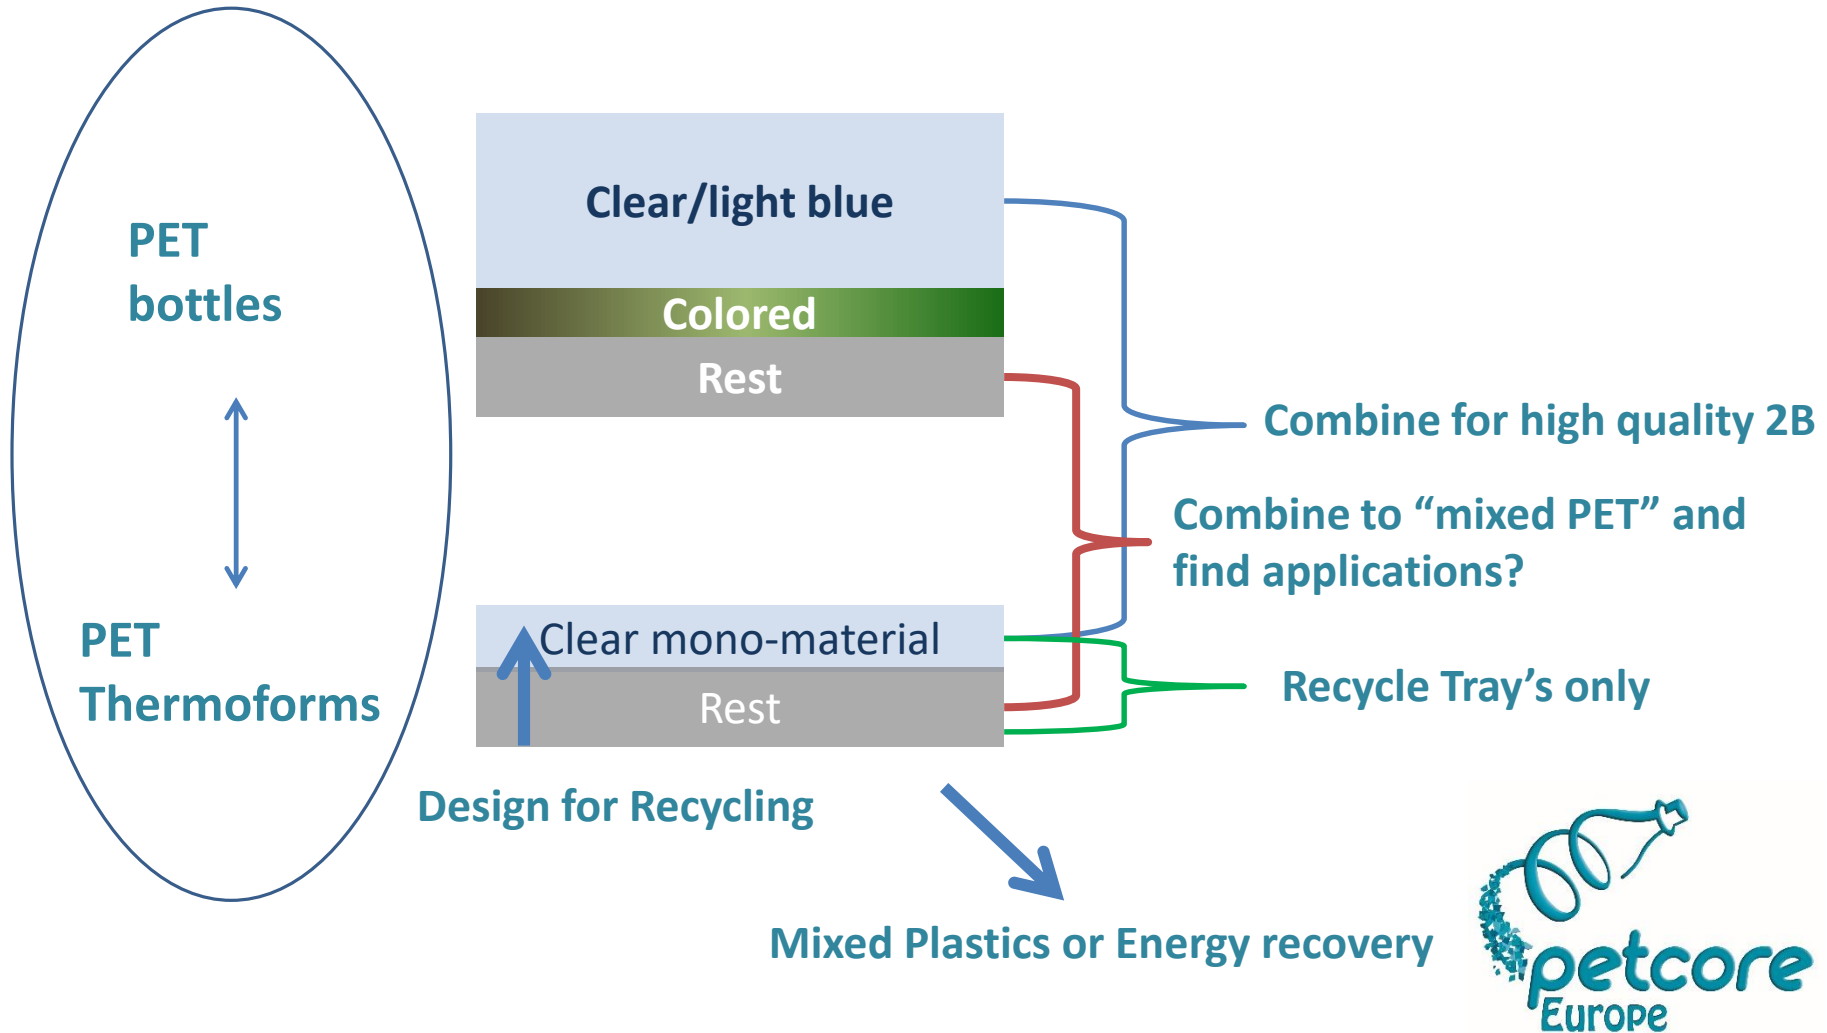 PET
bottles
Clear/light blue
Colored
Rest
Combine for high quality 2B
Combine to “mixed PET” and
find applications?
PET
Thermoforms
Clear mono-material
Rest
Recycle Tray’s only
Design for Recycling
Mixed Plastics or Energy recovery
petcore
Europe